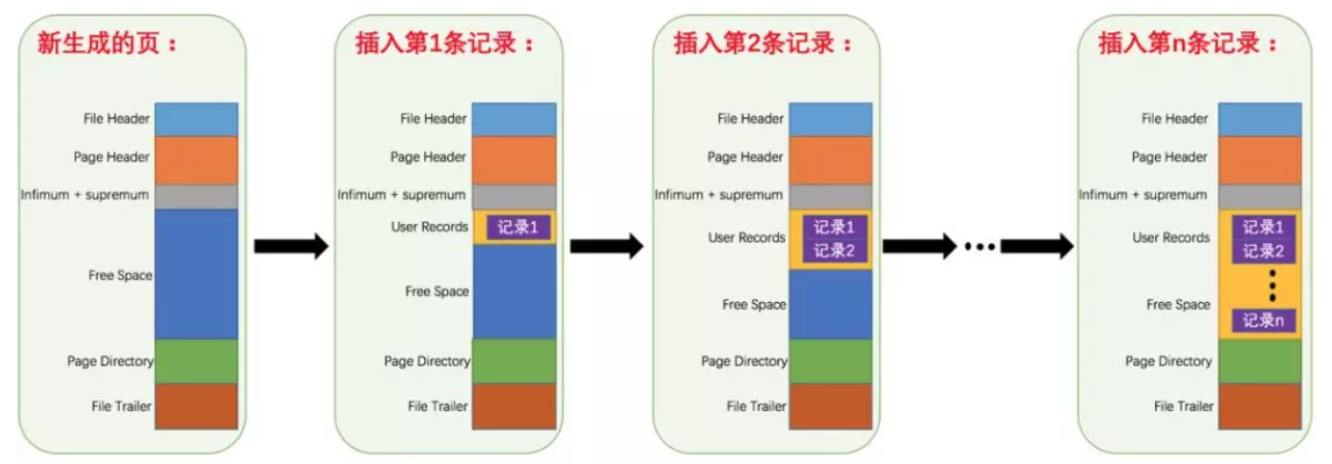 新生成的页：
File Header
Page Header
Infimum + supremum
Free Space
Page Directory
File Trailer
插入第1条记录：
File Header
Page Header
Infimum + supremum
User Records
记录1
Free Space
Page Directory
File Trailer
插入第2条记录：
File Header
Page Header
Infimum + supremum
User Records
记录1
记录2
Free Space
Page Directory
File Trailer
插入第n条记录：
File Header
Page Header
Infimum + supremum
User Records
记录1
记录2
Free Space
记录n
Page Directory
File Trailer